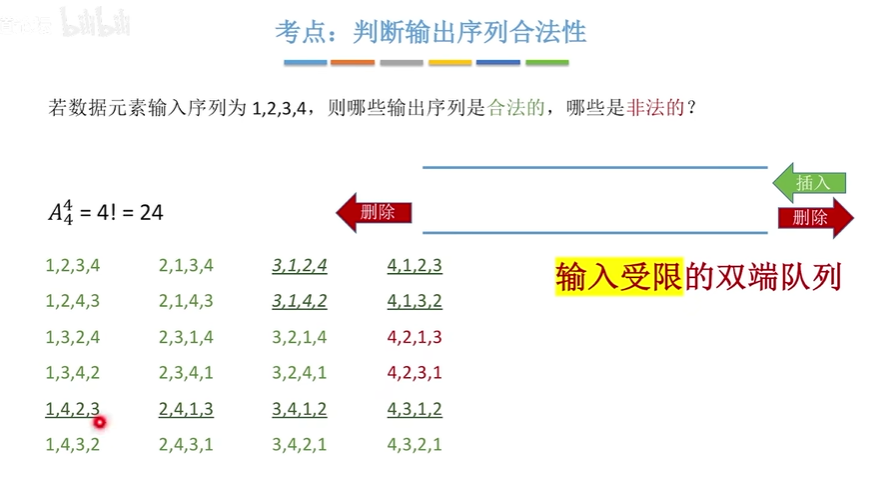 bilibili
考点：判断输出序列合法性
若数据元素输入序列为 1,2,3,4，则哪些输出序列是合法的，哪些是非法的？
插入
删除
删除
A₄⁴ = 4! = 24
输入受限的双端队列
1,2,3,4 2,1,3,4 3,1,2,4 4,1,2,3
1,2,4,3 2,1,4,3 3,1,4,2 4,1,3,2
1,3,2,4 2,3,1,4 3,2,1,4 4,2,1,3
1,3,4,2 2,3,4,1 3,2,4,1 4,2,3,1
1,4,2,3 2,4,1,3 3,4,1,2 4,3,1,2
1,4,3,2 2,4,3,1 3,4,2,1 4,3,2,1